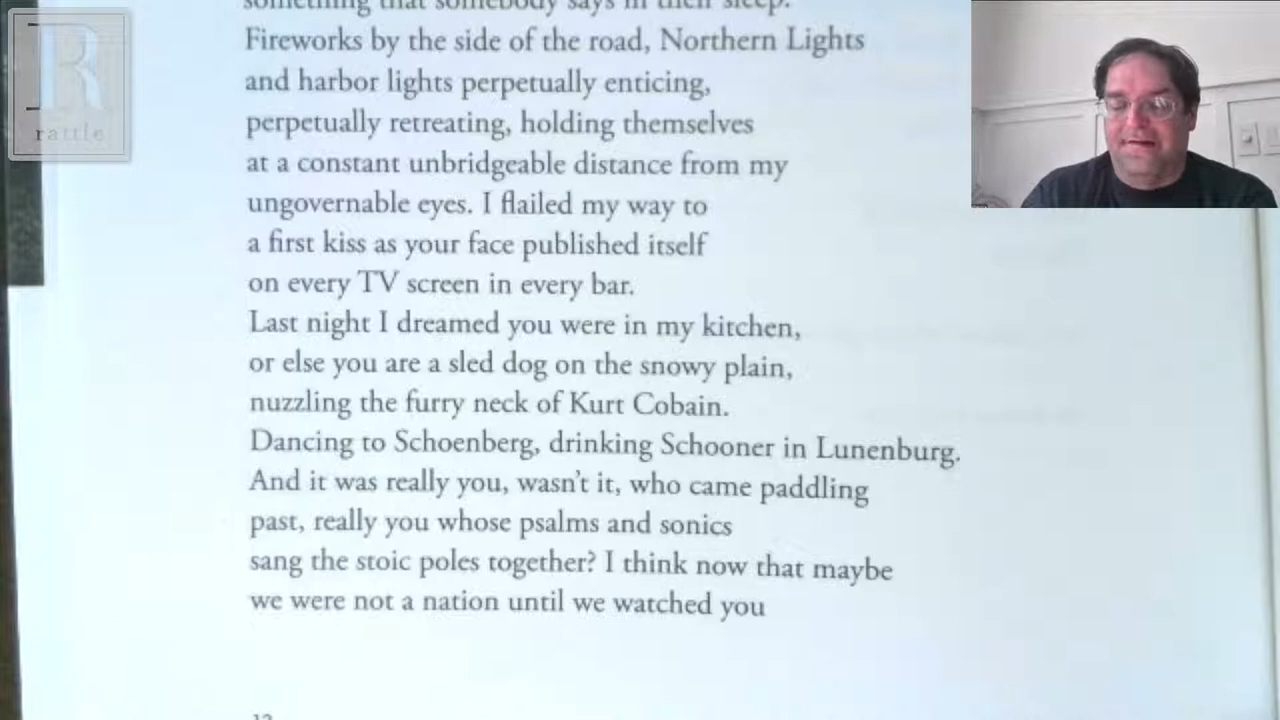 something that somebody says in their sleep.
Fireworks by the side of the road, Northern Lights
and harbor lights perpetually enticing,
perpetually retreating, holding themselves
at a constant unbridgeable distance from my
ungovernable eyes. I flailed my way to
a first kiss as your face published itself
on every TV screen in every bar.
Last night I dreamed you were in my kitchen,
or else you are a sled dog on the snowy plain,
nuzzling the furry neck of Kurt Cobain.
Dancing to Schoenberg, drinking Schooner in Lunenburg.
And it was really you, wasn't it, who came paddling
past, really you whose psalms and sonics
sang the stoic poles together? I think now that maybe
we were not a nation until we watched you
R
rattle